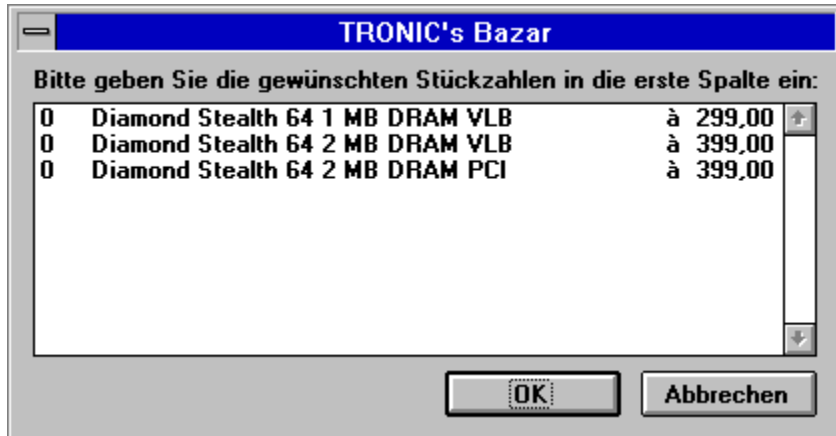 TRONIC's Bazar
Bitte geben Sie die gewünschten Stückzahlen in die erste Spalte ein:
0 Diamond Stealth 64 1 MB DRAM VLB à 299,00
0 Diamond Stealth 64 2 MB DRAM VLB à 399,00
0 Diamond Stealth 64 2 MB DRAM PCI à 399,00
OK Abbrechen